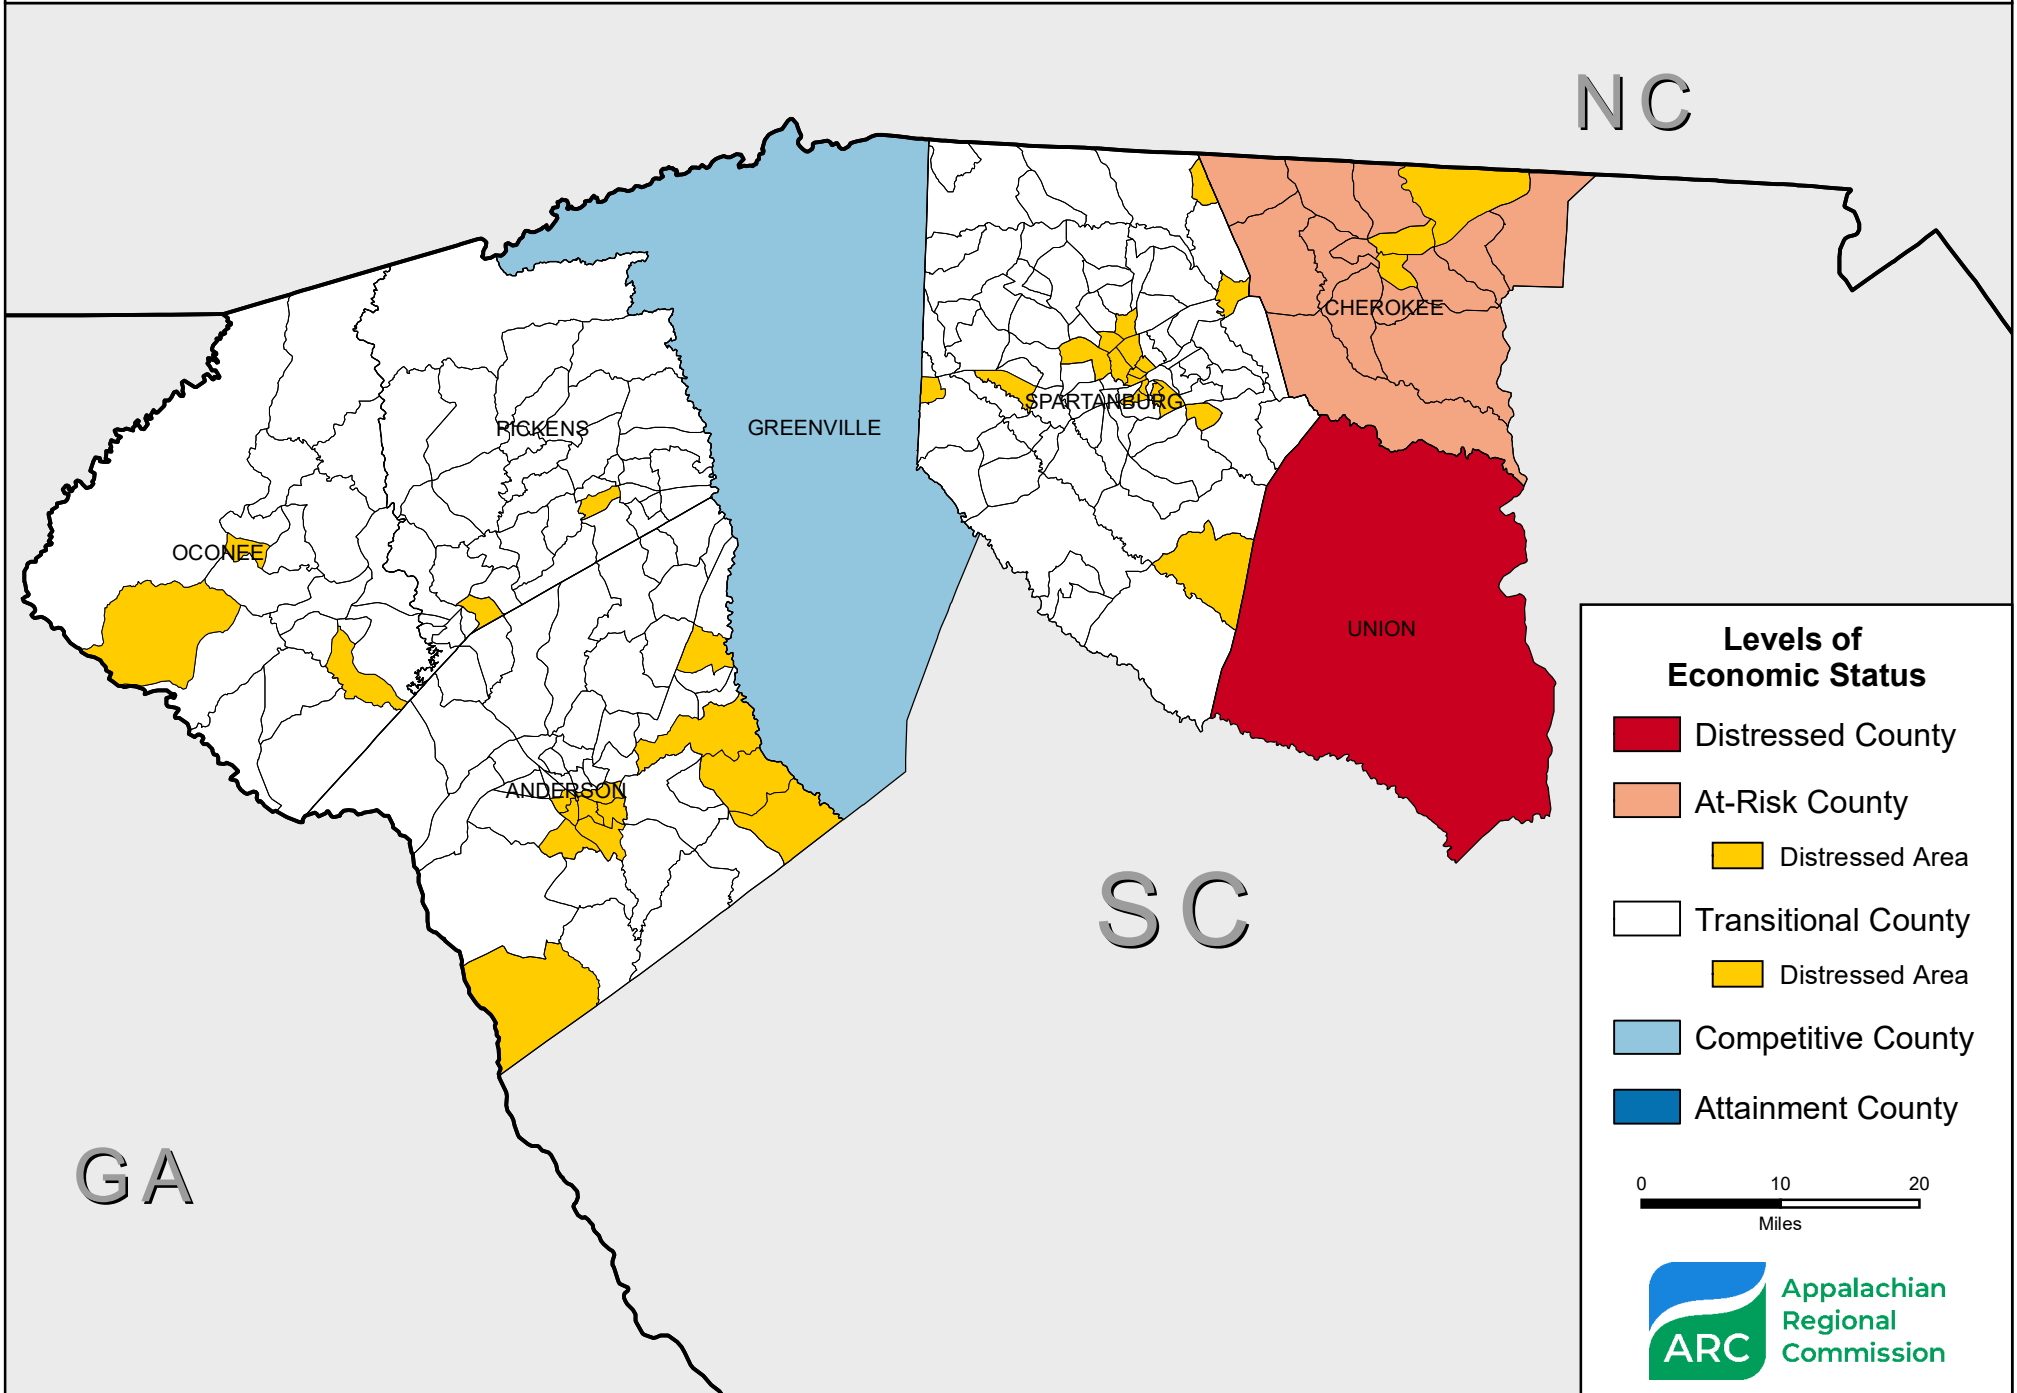 NC
CHEROKEE
SPARTANBURG
PICKENS
GREENVILLE
OCONEE
UNION
ANDERSON
SC
GA
Levels of
Economic Status
Distressed County
At-Risk County
Distressed Area
Transitional County
Distressed Area
Competitive County
Attainment County
0 10 20
Miles
ARC
Appalachian
Regional
Commission